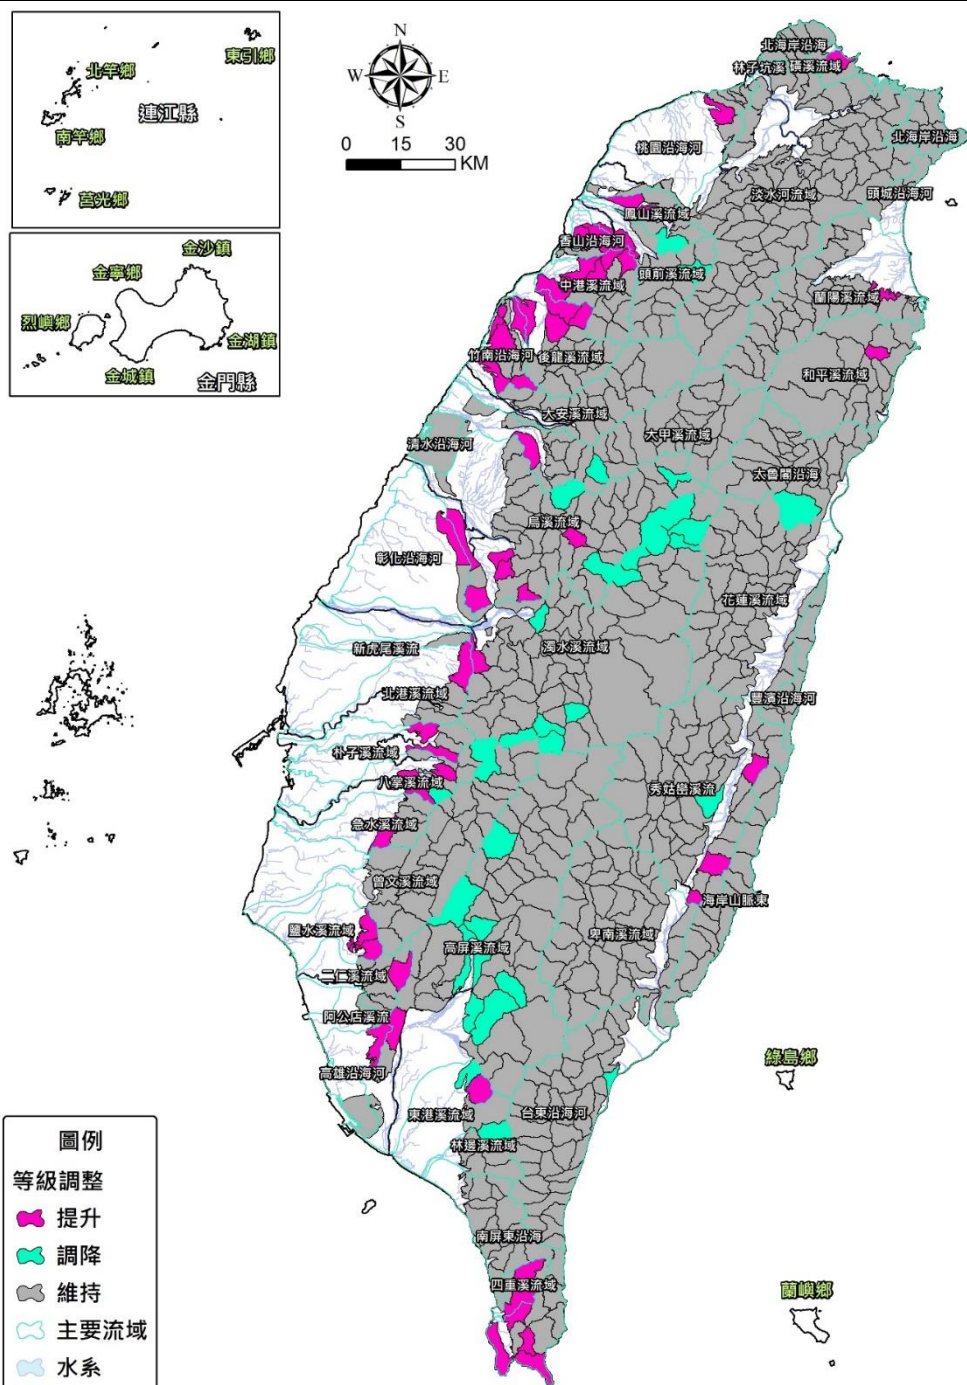 東引鄉
北竿鄉
連江縣
南竿鄉
莒光鄉
金沙鎮
金寧鄉
烈嶼鄉
金湖鎮
金城鎮
金門縣
N
W
E
S
0 15 30
KM
北海岸沿海
林子坑溪
磺溪流域
桃園沿海河
北海岸沿海
淡水河流域
頭城沿海河
鳳山溪流域
香山沿海河
頭前溪流域
中港溪流域
蘭陽溪流域
竹南沿海河
後龍溪流域
和平溪流域
大安溪流域
大甲溪流域
清水沿海河
太魯閣沿海
烏溪流域
彰化沿海河
花蓮溪流域
新虎尾溪流
濁水溪流域
北港溪流域
豐濱沿海河
朴子溪流域
八掌溪流域
秀姑巒溪流
急水溪流域
曾文溪流域
海岸山脈東
鹽水溪流域
高屏溪流域
卑南溪流域
二仁溪流域
阿公店溪流
高雄沿海河
綠島鄉
東港溪流域
台東沿海河
林邊溪流域
南屏東沿海
四重溪流域
蘭嶼鄉
圖例
等級調整
提升
調降
維持
主要流域
水系